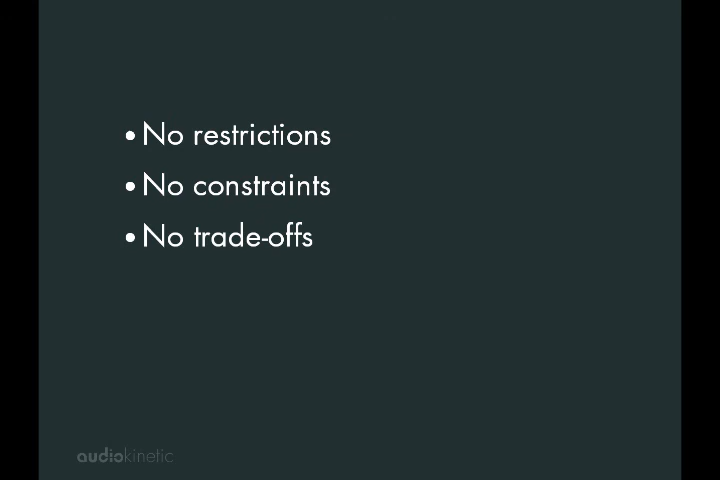 • No restrictions
• No constraints
• No trade-offs
audiokinetic